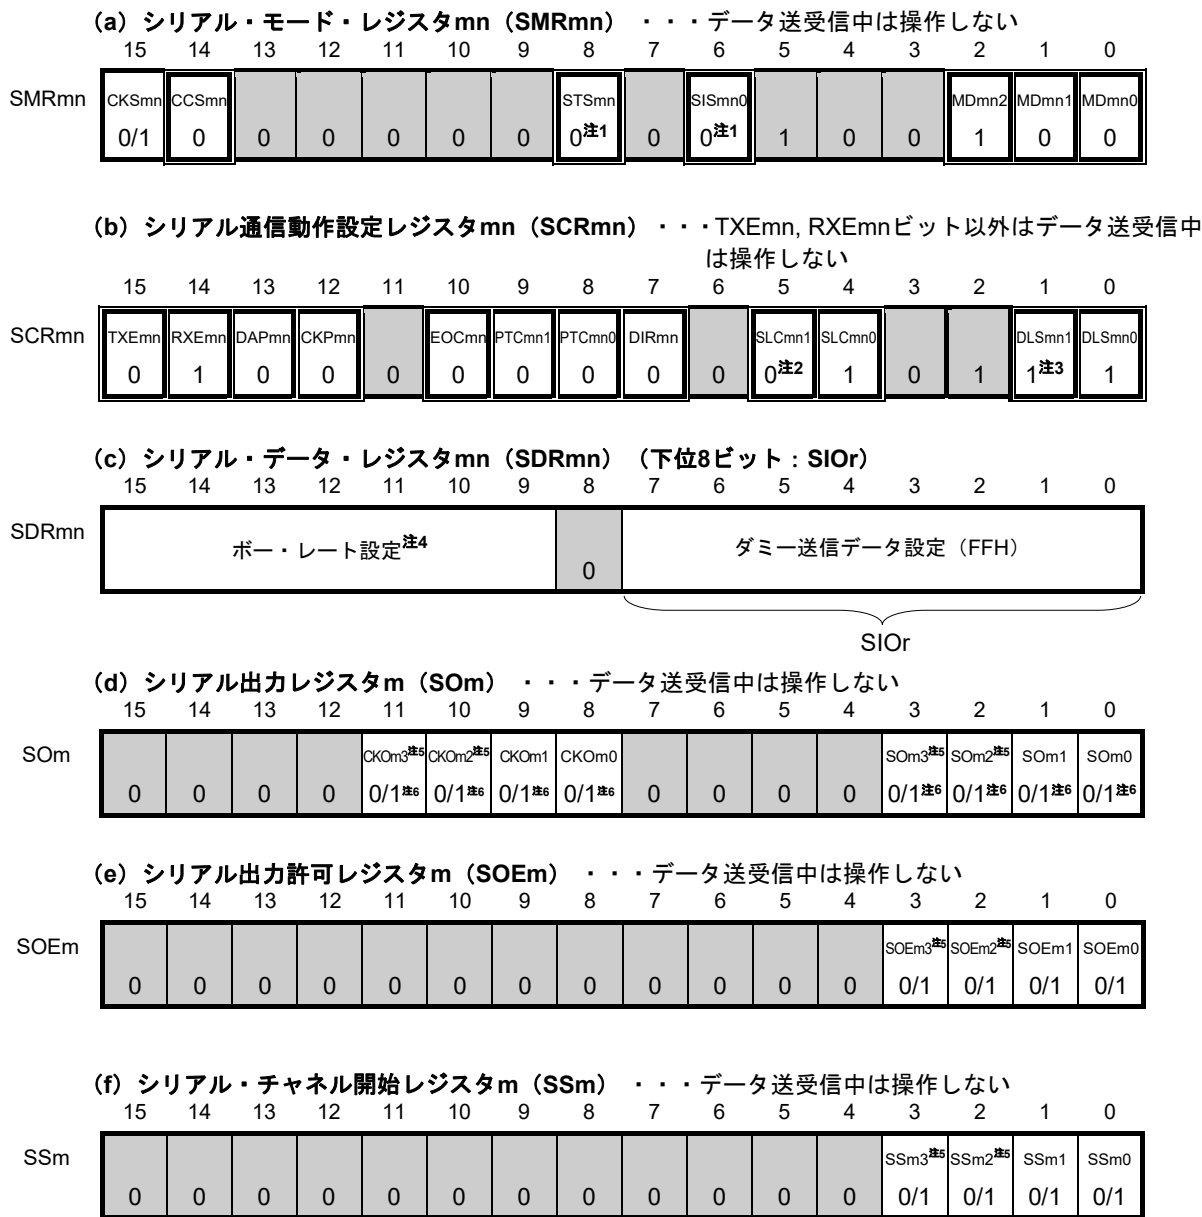 (a) シリアル・モード・レジスタmn (SMRmn) ・・・データ送受信中は操作しない
15 14 13 12 11 10 9 8 7 6 5 4 3 2 1 0
SMRmn CKSmn CCSmn STSmn SISmn0 MDmn2 MDmn1 MDmn0
0/1 0 0 0 0 0 0 0注1 0 0注1 1 0 0 1 0 0
(b) シリアル通信動作設定レジスタmn (SCRmn) ・・・TXEmn, RXEmnビット以外はデータ送受信中
は操作しない
15 14 13 12 11 10 9 8 7 6 5 4 3 2 1 0
SCRmn TXEmn RXEmn DAPmn CKPmn EOCmn PTCmn1 PTCmn0 DIRmn SLCmn1 SLCmn0 DLSmn1 DLSmn0
0 1 0 0 0 0 0 0 0 0 0注2 1 0 1 1注3 1
(c) シリアル・データ・レジスタmn (SDRmn) (下位8ビット:SIOr)
15 14 13 12 11 10 9 8 7 6 5 4 3 2 1 0
SDRmn ボー・レート設定注4 0 ダミー送信データ設定 (FFH)
SIOr
(d) シリアル出力レジスタm (SOm) ・・・データ送受信中は操作しない
15 14 13 12 11 10 9 8 7 6 5 4 3 2 1 0
SOm CKOm3注5 CKOm2注5 CKOm1 CKOm0 SOm3注5 SOm2注5 SOm1 SOm0
0 0 0 0 0/1注6 0/1注6 0/1注6 0/1注6 0 0 0 0 0/1注6 0/1注6 0/1注6 0/1注6
(e) シリアル出力許可レジスタm (SOEm) ・・・データ送受信中は操作しない
15 14 13 12 11 10 9 8 7 6 5 4 3 2 1 0
SOEm SOEm3注5 SOEm2注5 SOEm1 SOEm0
0 0 0 0 0 0 0 0 0 0 0 0 0/1 0/1 0/1 0/1
(f) シリアル・チャネル開始レジスタm (SSm) ・・・データ送受信中は操作しない
15 14 13 12 11 10 9 8 7 6 5 4 3 2 1 0
SSm SSm3注5 SSm2注5 SSm1 SSm0
0 0 0 0 0 0 0 0 0 0 0 0 0/1 0/1 0/1 0/1